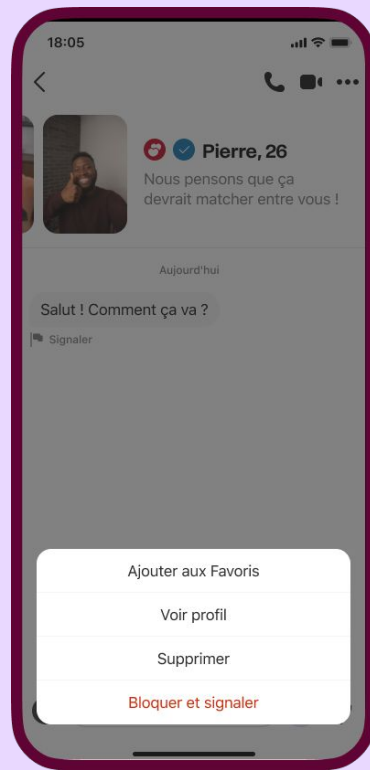 18:05
Pierre, 26
Nous pensons que ça
devrait matcher entre vous !
Aujourd'hui
Salut ! Comment ça va ?
Signaler
Ajouter aux Favoris
Voir profil
Supprimer
Bloquer et signaler